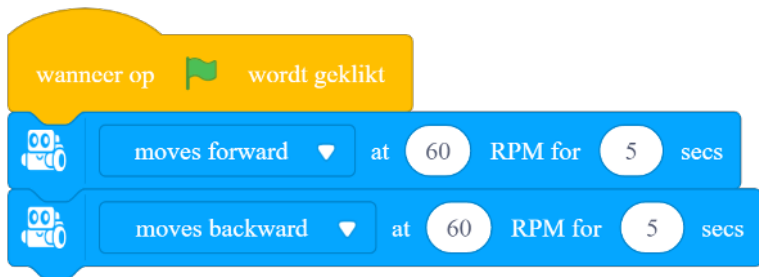 wanneer op wordt geklikt
moves forward at 60 RPM for 5 secs
moves backward at 60 RPM for 5 secs